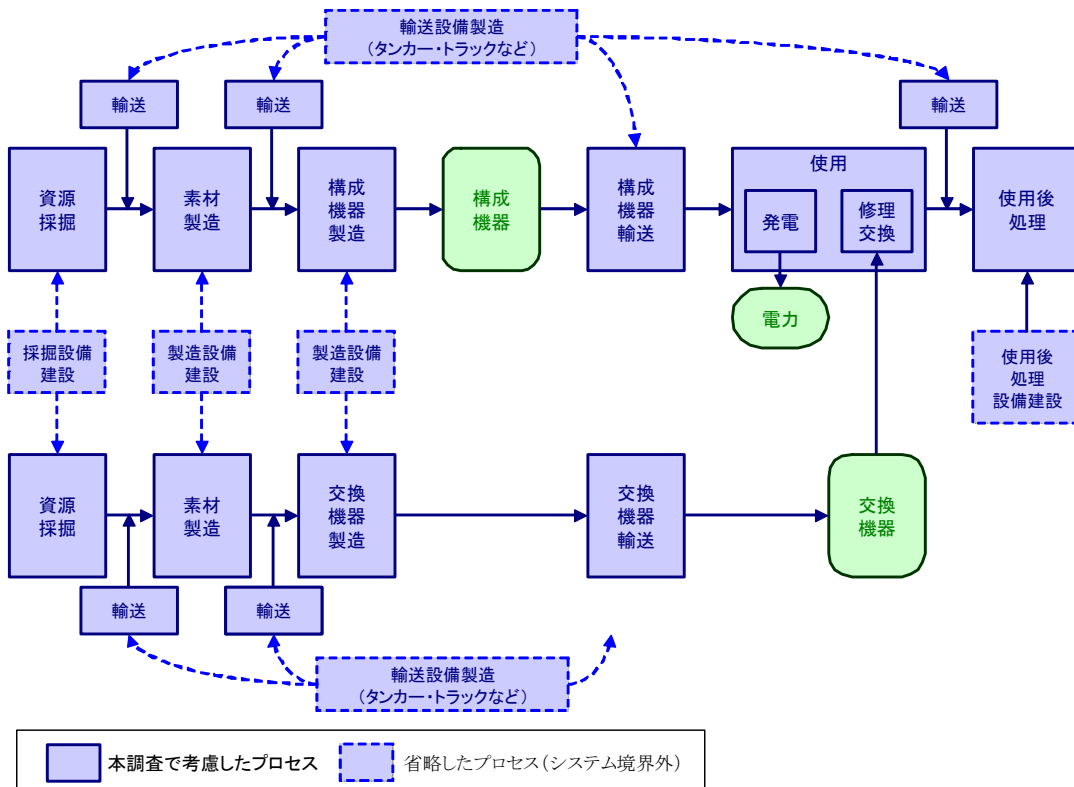 輸送設備製造
（タンカー・トラックなど）
輸送
輸送
輸送
資源
採掘
素材
製造
構成
機器
製造
構成
機器
構成
機器
輸送
使用
発電
修理
交換
使用後
処理
電力
採掘設備
建設
製造設備
建設
製造設備
建設
使用後
処理
設備建設
資源
採掘
素材
製造
交換
機器
製造
交換
機器
輸送
交換
機器
輸送
輸送
輸送設備製造
（タンカー・トラックなど）
本調査で考慮したプロセス
省略したプロセス（システム境界外）